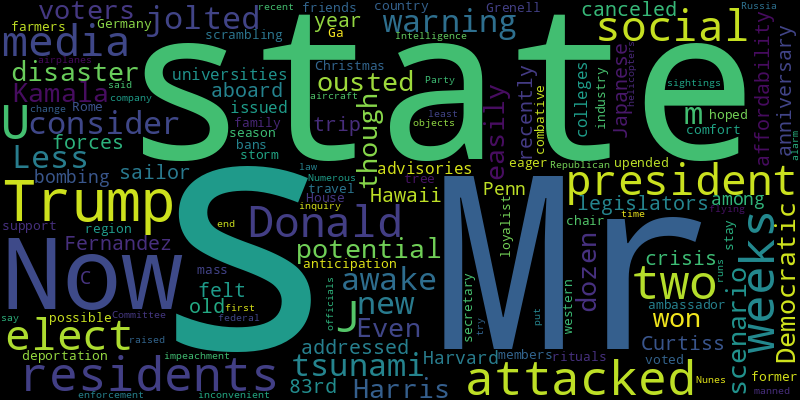 voters
jolted
recent
friends
country
Grenell
canceled
Russia
farmers
Germany
scrambling
year
Ga
warning
social
media
airplanes
Christmas
intelligence
state
disaster
universities
ousted
Party
sightings
Kamala
said
company
aboard
aircraft
least
objects
recently
combative
colleges
industry
Japanese
Thelicopters
affordability
anniversary
U
consider
change
Rome
issued
family
trip
though
easily
m
hoped
comfort
alarm
forces
season
bans
storm
law
Less
bombing
sailor
Numerous
travel
advisories
tree
eager
Republican
upended
Trump
S
House
inquiry
Hawaii
Penn
president
legislators
among
flying
support
region
end
Donald
loyalist
Mr
chair
time
stay
Democratic
Now
Fernandez
potential
anticipation
dozen
crisis
weeks
C
mass
felt
awake
secretary
western
two
runs
ambassador
scenario
say
possible
Committee
old
first
federal
officials
J
new
try
put
won
elect
raised
Even
Curtiss
deportation
impeachment
addressed
tsunami
Harvard
members
rituals
voted
former
residents
83rd
Harris
attacked
Nunes
manned
enforcement
inconvenient